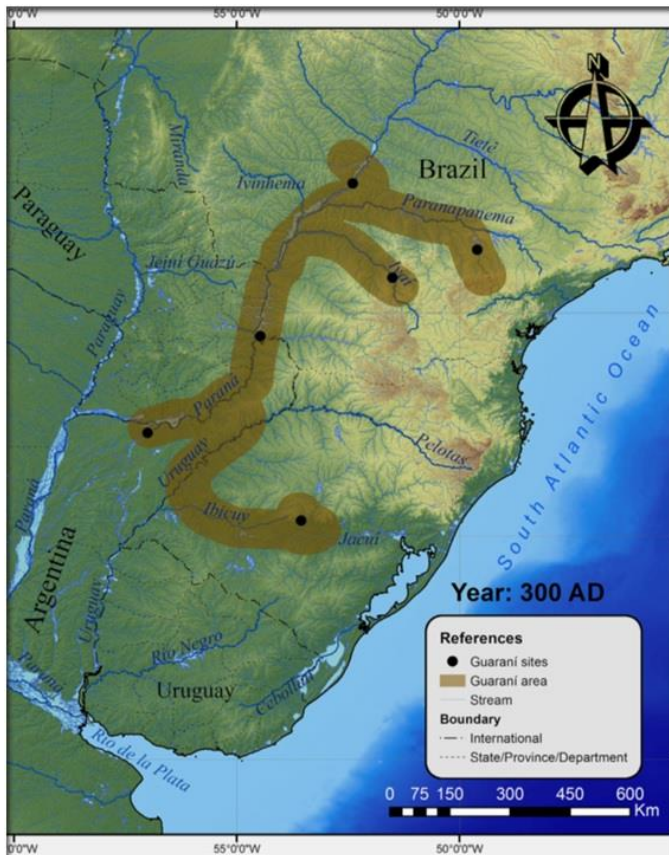 0°0'0"W
55°0'0"W
50°0'0"W
N
Brazil
Tietê
Miranda
Ivinhema
Paranapanema
Paraguay
Jejuí Guazú
Ivaí
Paraguay
Paraná
Uruguay
Pelotas
Paraná
Ibicuy
Jacuí
South Atlantic Ocean
Argentina
Uruguay
Río Negro
Uruguay
Cebollatí
Paraná
Río de la Plata
Year: 300 AD
References
Guaraní sites
Guaraní area
Stream
Boundary
International
State/Province/Department
0 75 150 300 450 600
Km
0°0'0"W
55°0'0"W
50°0'0"W